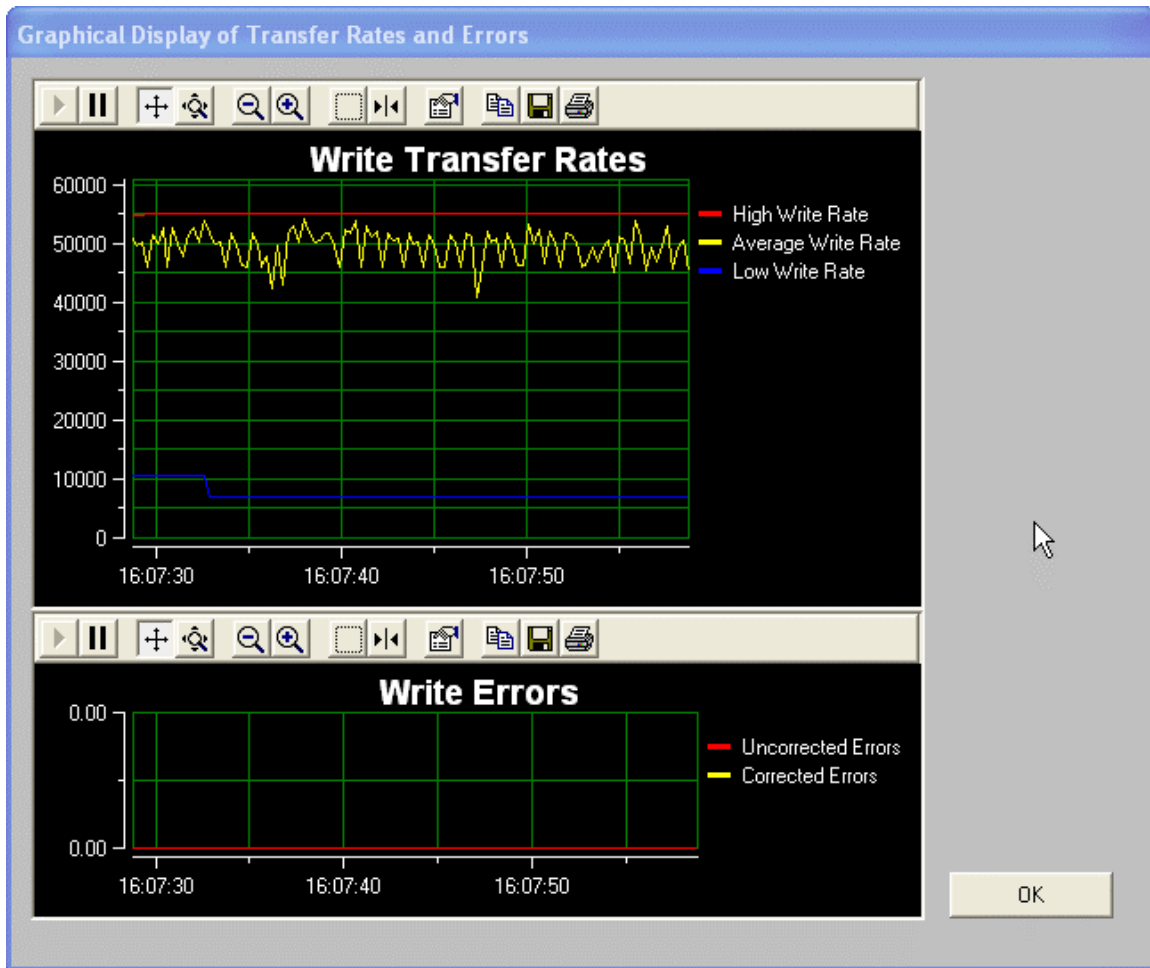 Graphical Display of Transfer Rates and Errors
Write Transfer Rates
60000
50000
40000
30000
20000
10000
0
High Write Rate
Average Write Rate
Low Write Rate
16:07:30 16:07:40 16:07:50
Write Errors
0.00
0.00
Uncorrected Errors
Corrected Errors
16:07:30 16:07:40 16:07:50
OK